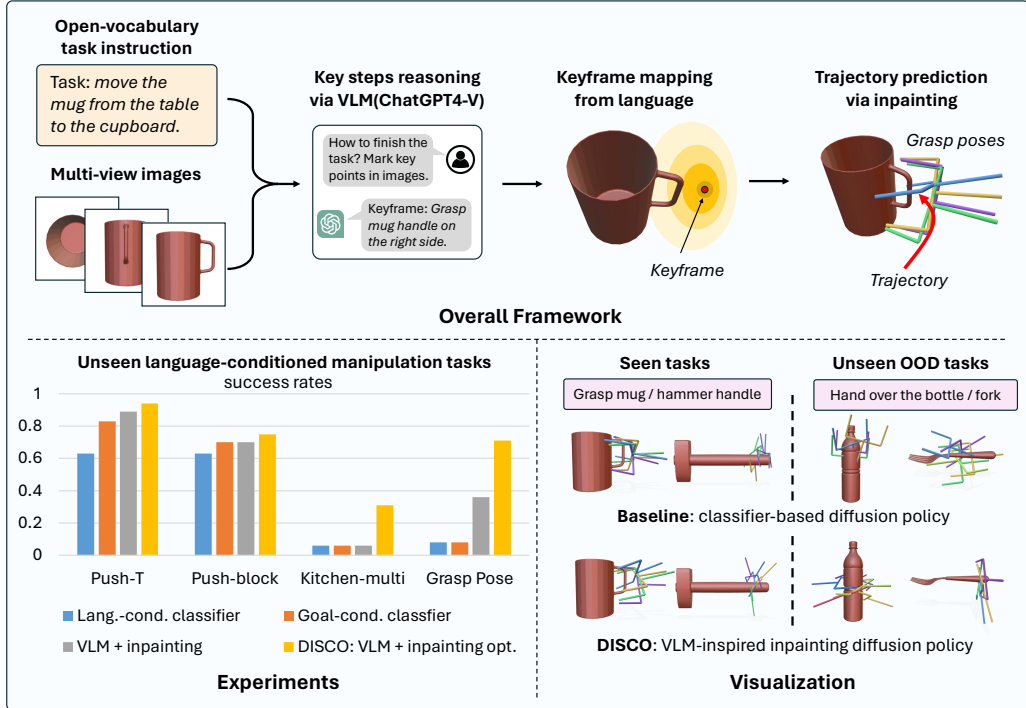 Open-vocabulary
task instruction
Task: move the
mug from the table
to the cupboard.
Multi-view images
Key steps reasoning
via VLM(ChatGPT4-V)
How to finish the
task? Mark key
points in images.
Keyframe: Grasp
mug handle on
the right side.
Keyframe mapping
from language
Keyframe
Trajectory prediction
via inpainting
Grasp poses
Trajectory
Overall Framework
Unseen language-conditioned manipulation tasks
success rates
1
0.8
0.6
0.4
0.2
0
Push-T
Push-block
Kitchen-multi
Grasp Pose
Lang.-cond. classifier
Goal-cond. classfier
VLM + inpainting
DISCO: VLM + inpainting opt.
Experiments
Seen tasks
Unseen OOD tasks
Grasp mug / hammer handle
Hand over the bottle / fork
Baseline: classifier-based diffusion policy
DISCO: VLM-inspired inpainting diffusion policy
Visualization